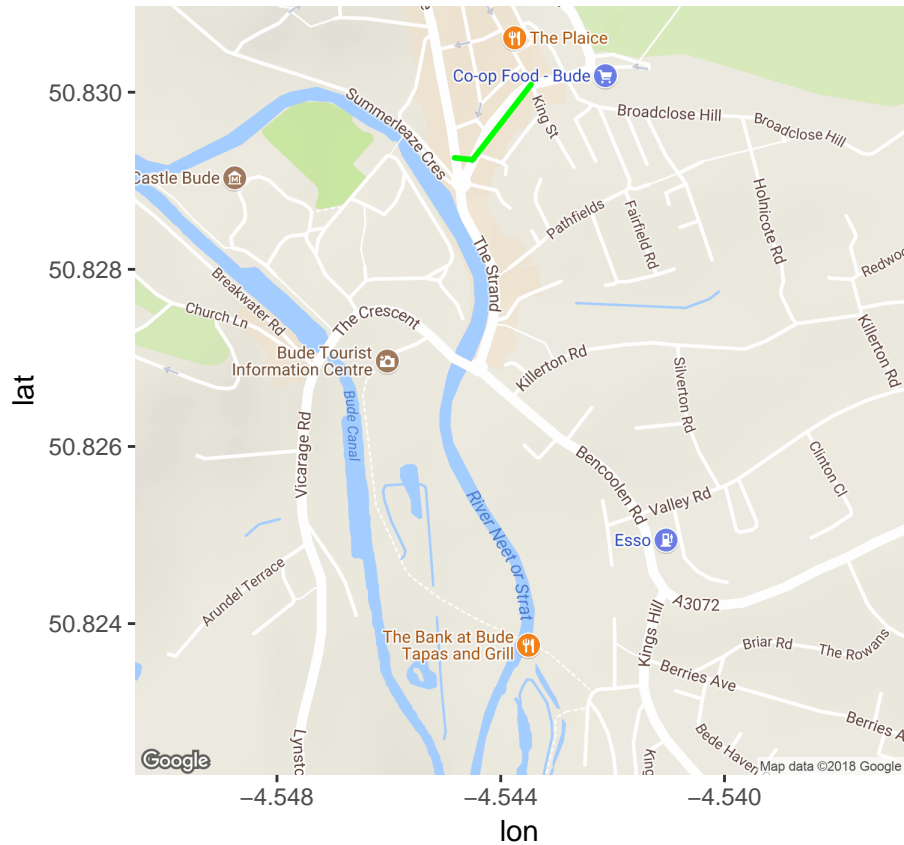 The Plaice
Co-op Food - Bude
50.830
King St
Broadclose Hill
Broadclose Hill
Summerleaze Cres
Castle Bude
Holnicote Rd
Pathfields
Fairfield Rd
The Strand
50.828
Redwoo
Breakwater Rd
Church Ln
The Crescent
Killerton Rd
Bude Tourist
Information Centre
Killerton Rd
Silverton Rd
Bude Canal
50.826
lat
Vicarage Rd
Bencoolen Rd
Clinton Cl
River Neet or Strat
Valley Rd
Esso
Arundel Terrace
A3072
50.824
The Bank at Bude
Tapas and Grill
Kings Hill
Briar Rd
The Rowans
Berries Ave
Berries A
Bede Haven
Lynsto
King
Google
Map data ©2018 Google
−4.548
−4.544
−4.540
lon